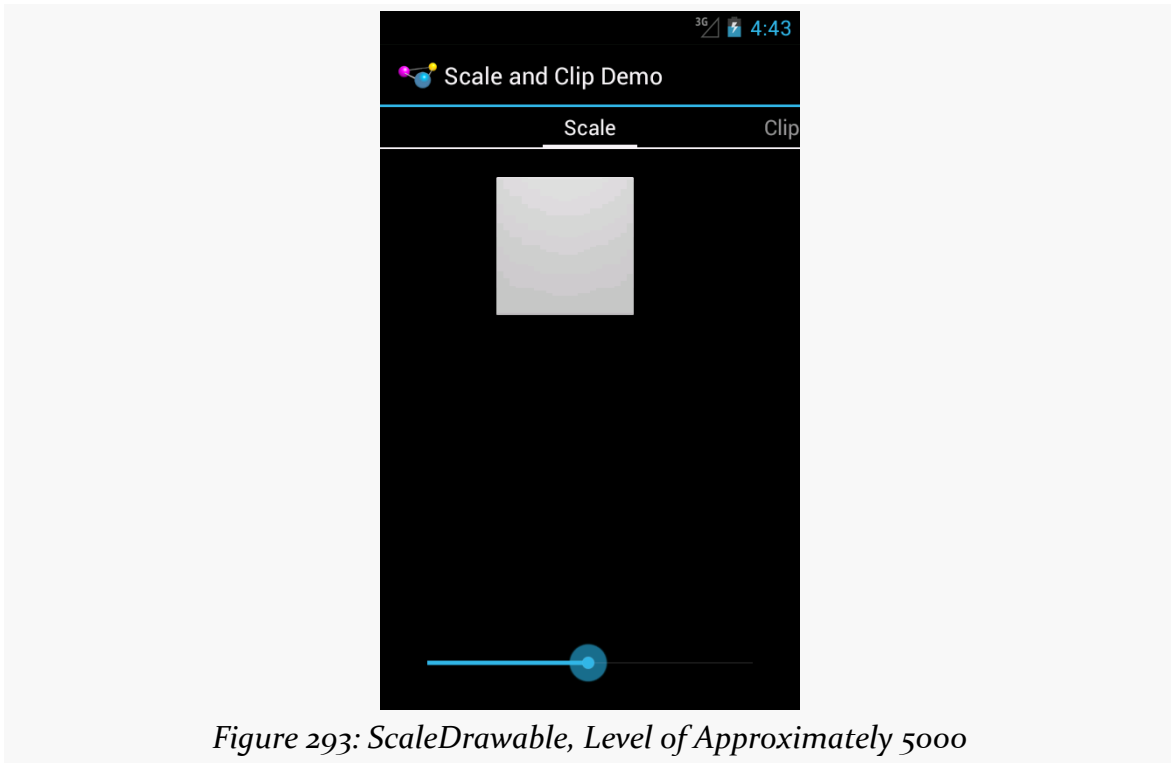 3G 4:43
Scale and Clip Demo
Scale Clip
Figure 293: ScaleDrawable, Level of Approximately 5000